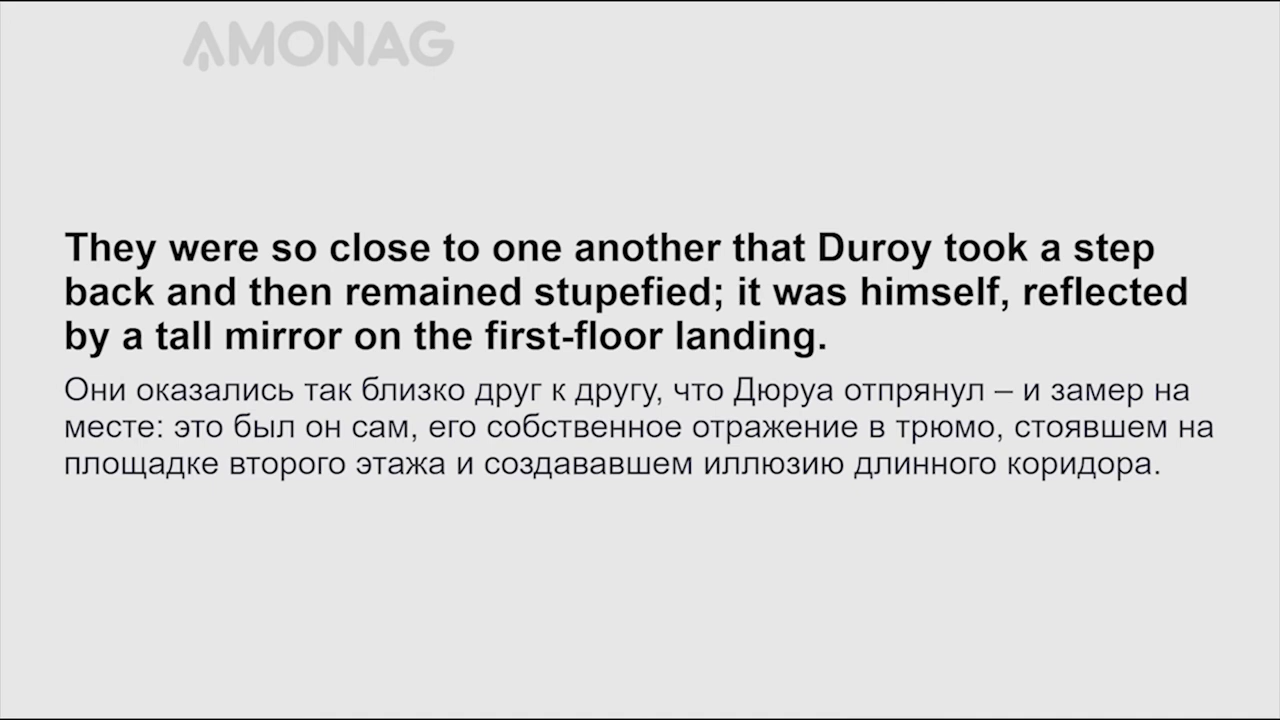 AMONAG
They were so close to one another that Duroy took a step
back and then remained stupefied; it was himself, reflected
by a tall mirror on the first-floor landing.
Они оказались так близко друг к другу, что Дюруа отпрянул – и замер на
месте: это был он сам, его собственное отражение в трюмо, стоявшем на
площадке второго этажа и создававшем иллюзию длинного коридора.